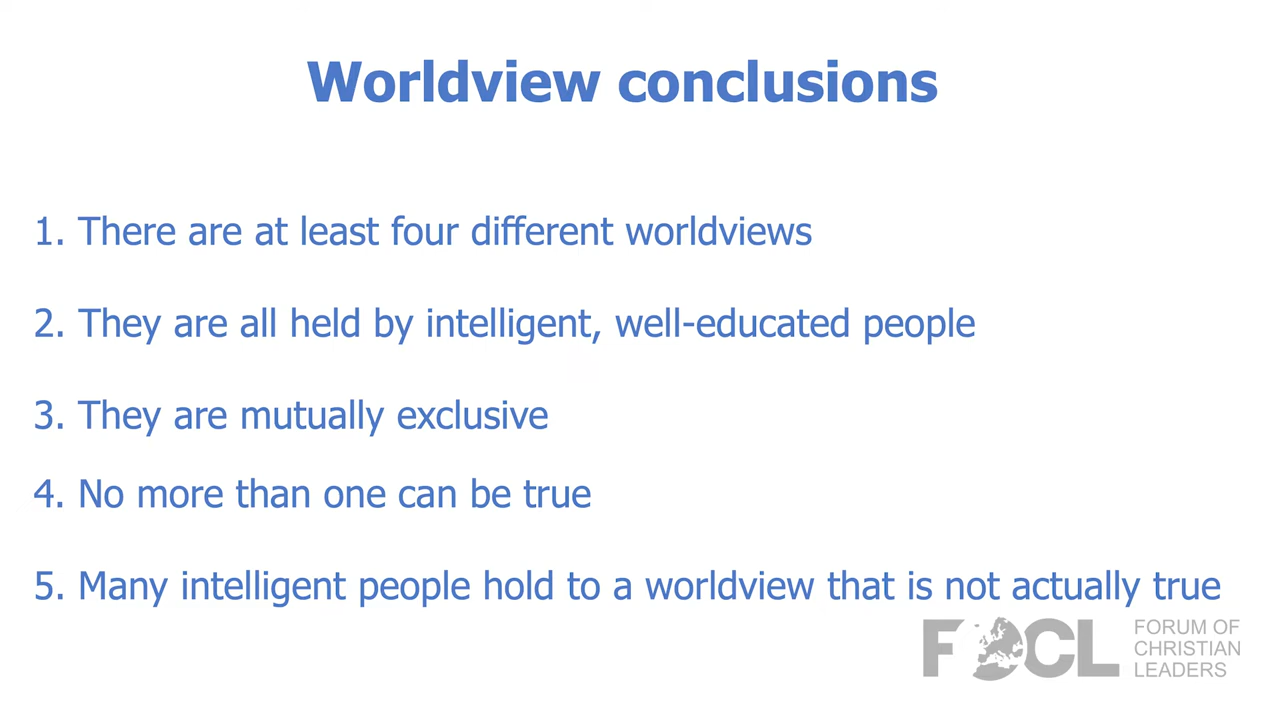 Worldview conclusions
1. There are at least four different worldviews
2. They are all held by intelligent, well-educated people
3. They are mutually exclusive
4. No more than one can be true
5. Many intelligent people hold to a worldview that is not actually true
FOCL
FORUM OF
CHRISTIAN
LEADERS